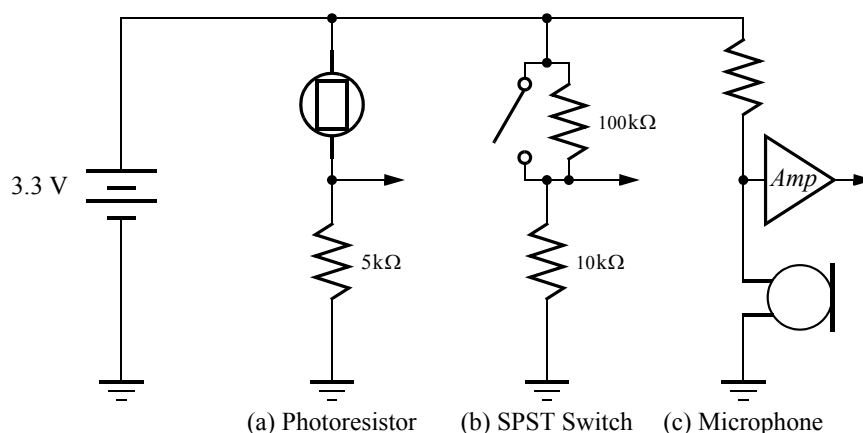 100kΩ
3.3 V
Amp
5kΩ
10kΩ
(a) Photoresistor (b) SPST Switch (c) Microphone